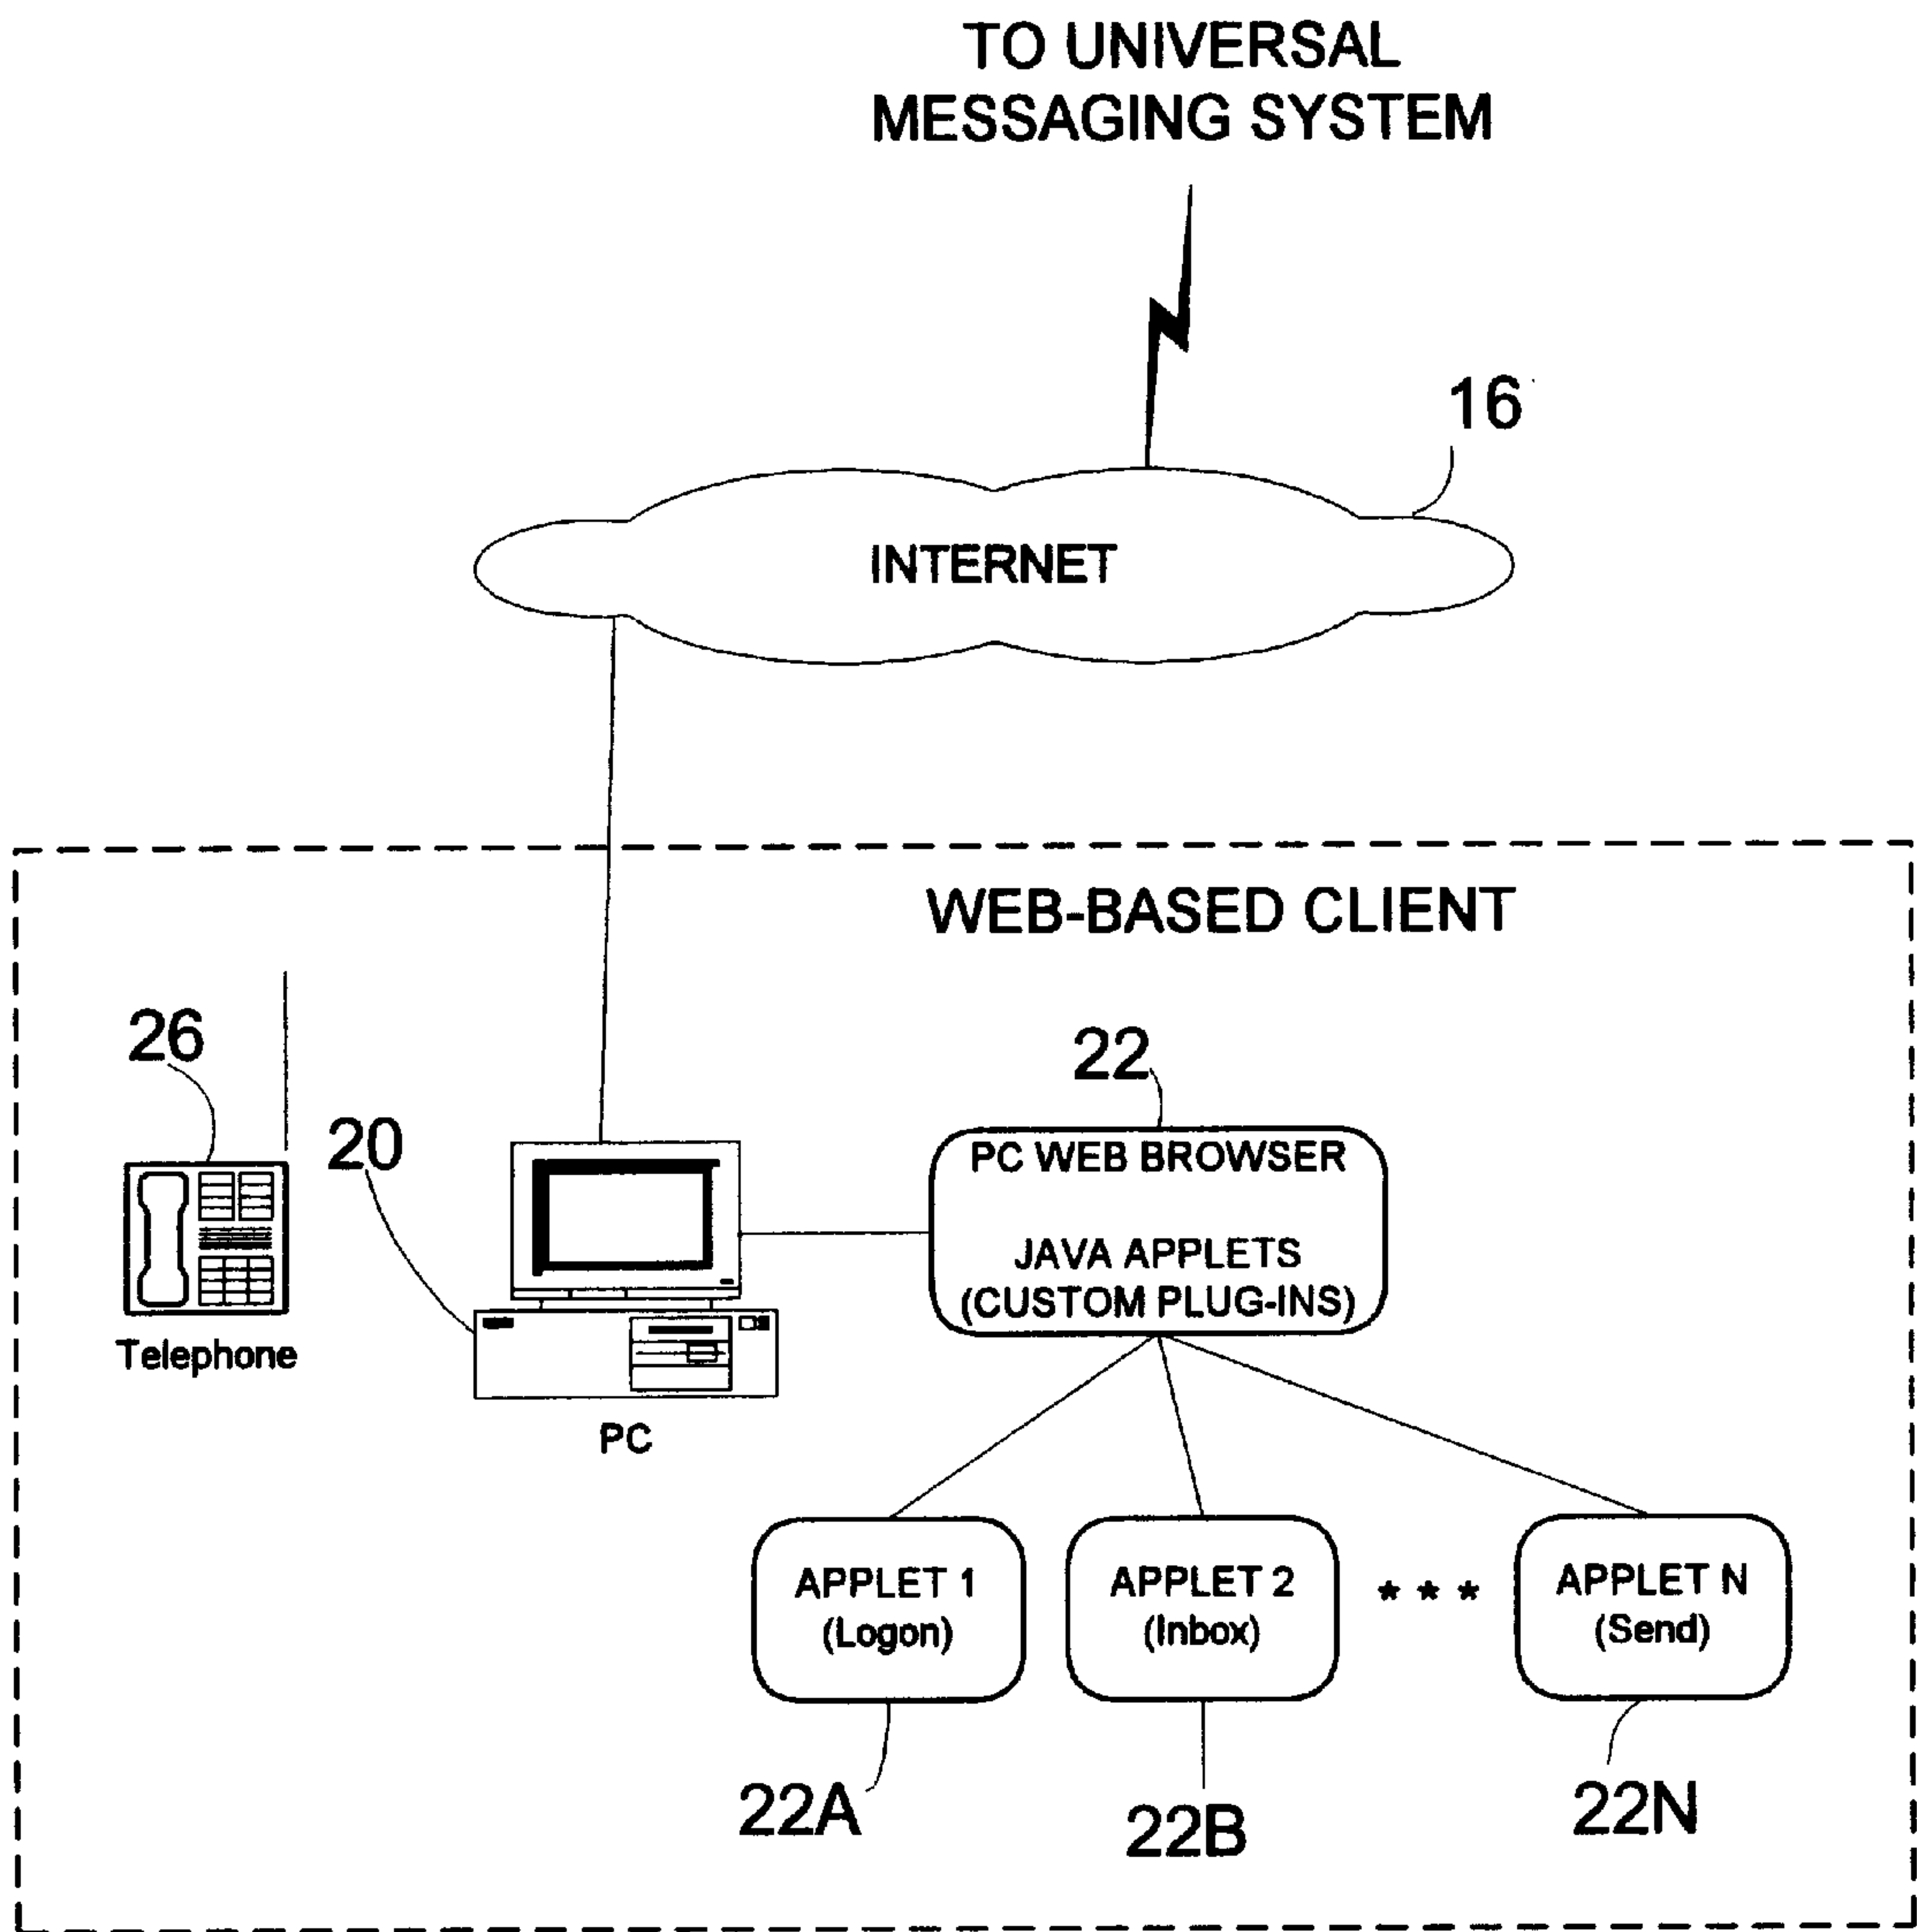 TO UNIVERSAL
MESSAGING SYSTEM
16
INTERNET
WEB-BASED CLIENT
26
22
20
PC WEB BROWSER
JAVA APPLETS
(CUSTOM PLUG-INS)
Telephone
PC
APPLET 1
(Logon)
APPLET 2
(Inbox)
* * *
APPLET N
(Send)
22A
22B
22N